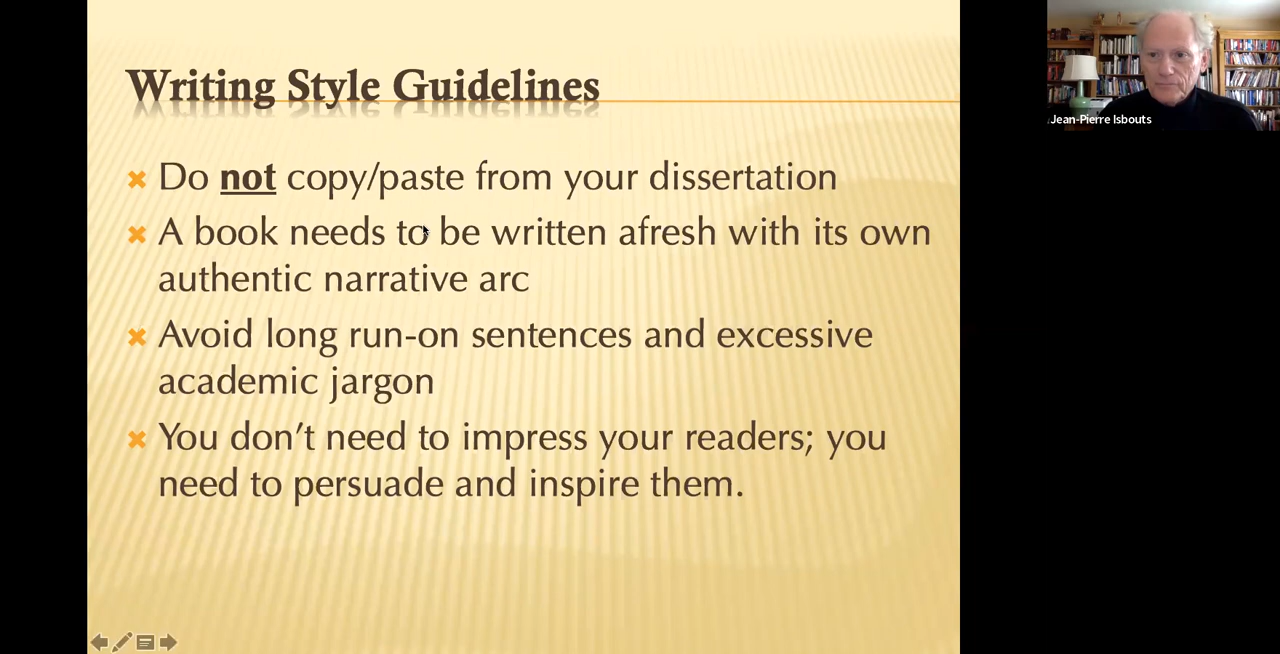 Writing Style Guidelines
Do not copy/paste from your dissertation
A book needs to be written afresh with its own
authentic narrative arc
Avoid long run-on sentences and excessive
academic jargon
You don’t need to impress your readers; you
need to persuade and inspire them.
Jean-Pierre Isbouts